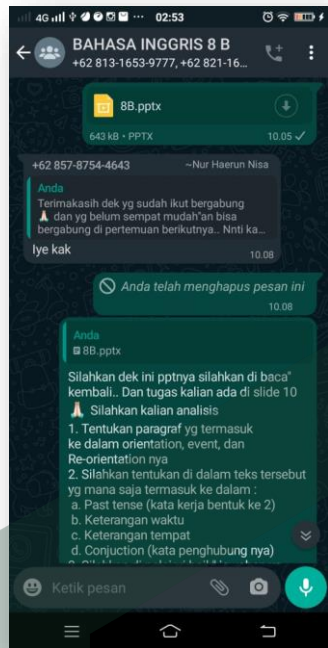 4G 02:53
BAHASA INGGRIS 8 B
+62 813-1653-9777, +62 821-16...
8B.pptx
643 kB • PPTX 10.05
+62 857-8754-4643 ~Nur Haerun Nisa
Anda
Terimakasih dek yg sudah ikut bergabung
🙏🏻 dan yg belum sempat mudah"an bisa
bergabung di pertemuan berikutnya.. Nnti ka...
Iye kak
10.08
Anda telah menghapus pesan ini
10.08
Anda
8B.pptx
Silahkan dek ini pptnya silahkan di baca"
kembali.. Dan tugas kalian ada di slide 10
🙏🏻 Silahkan kalian analisis
1. Tentukan paragraf yg termasuk
ke dalam orientation, event, dan
Re-orientation nya
2. Silahkan tentukan di dalam teks tersebut
yg mana saja termasuk ke dalam :
a. Past tense (kata kerja bentuk ke 2)
b. Keterangan waktu
c. Keterangan tempat
d. Conjuction (kata penghubung nya)
Ketik pesan